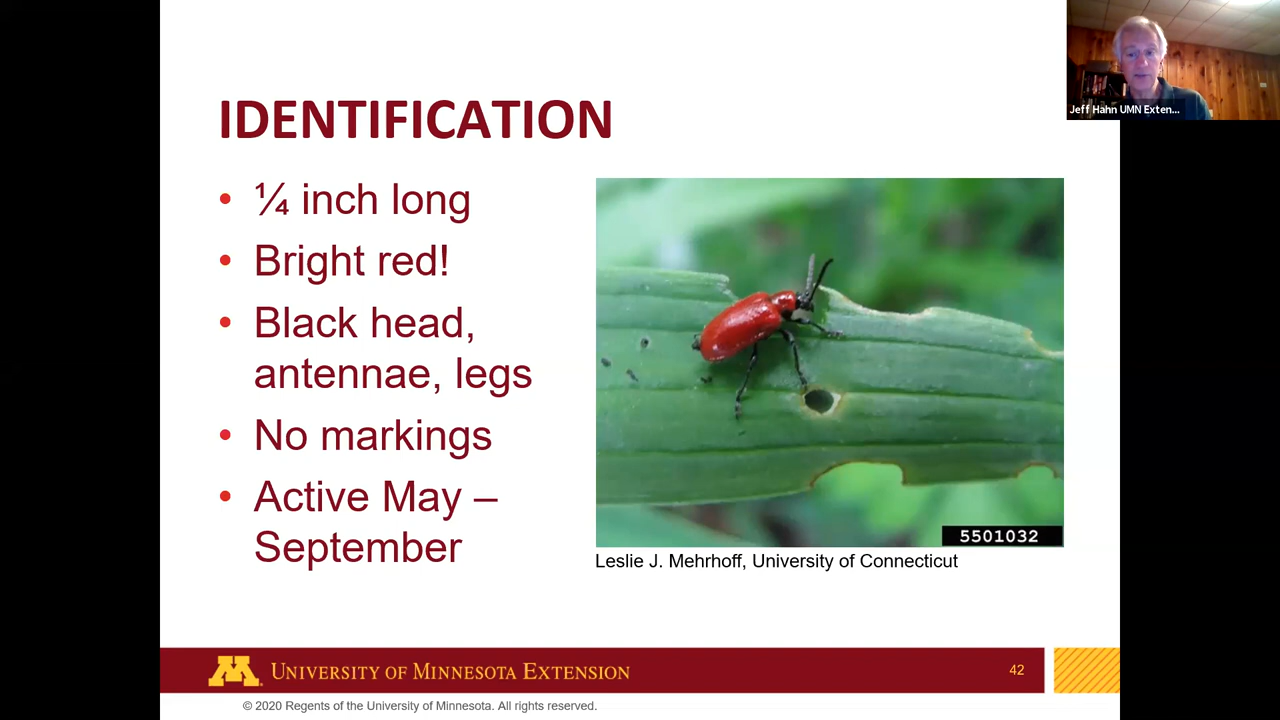 Jeff Hahn UMN Exten...
IDENTIFICATION
• ¼ inch long
• Bright red!
• Black head,
antennae, legs
• No markings
• Active May –
September
5501032
Leslie J. Mehrhoff, University of Connecticut
M
UNIVERSITY OF MINNESOTA EXTENSION
42
© 2020 Regents of the University of Minnesota. All rights reserved.